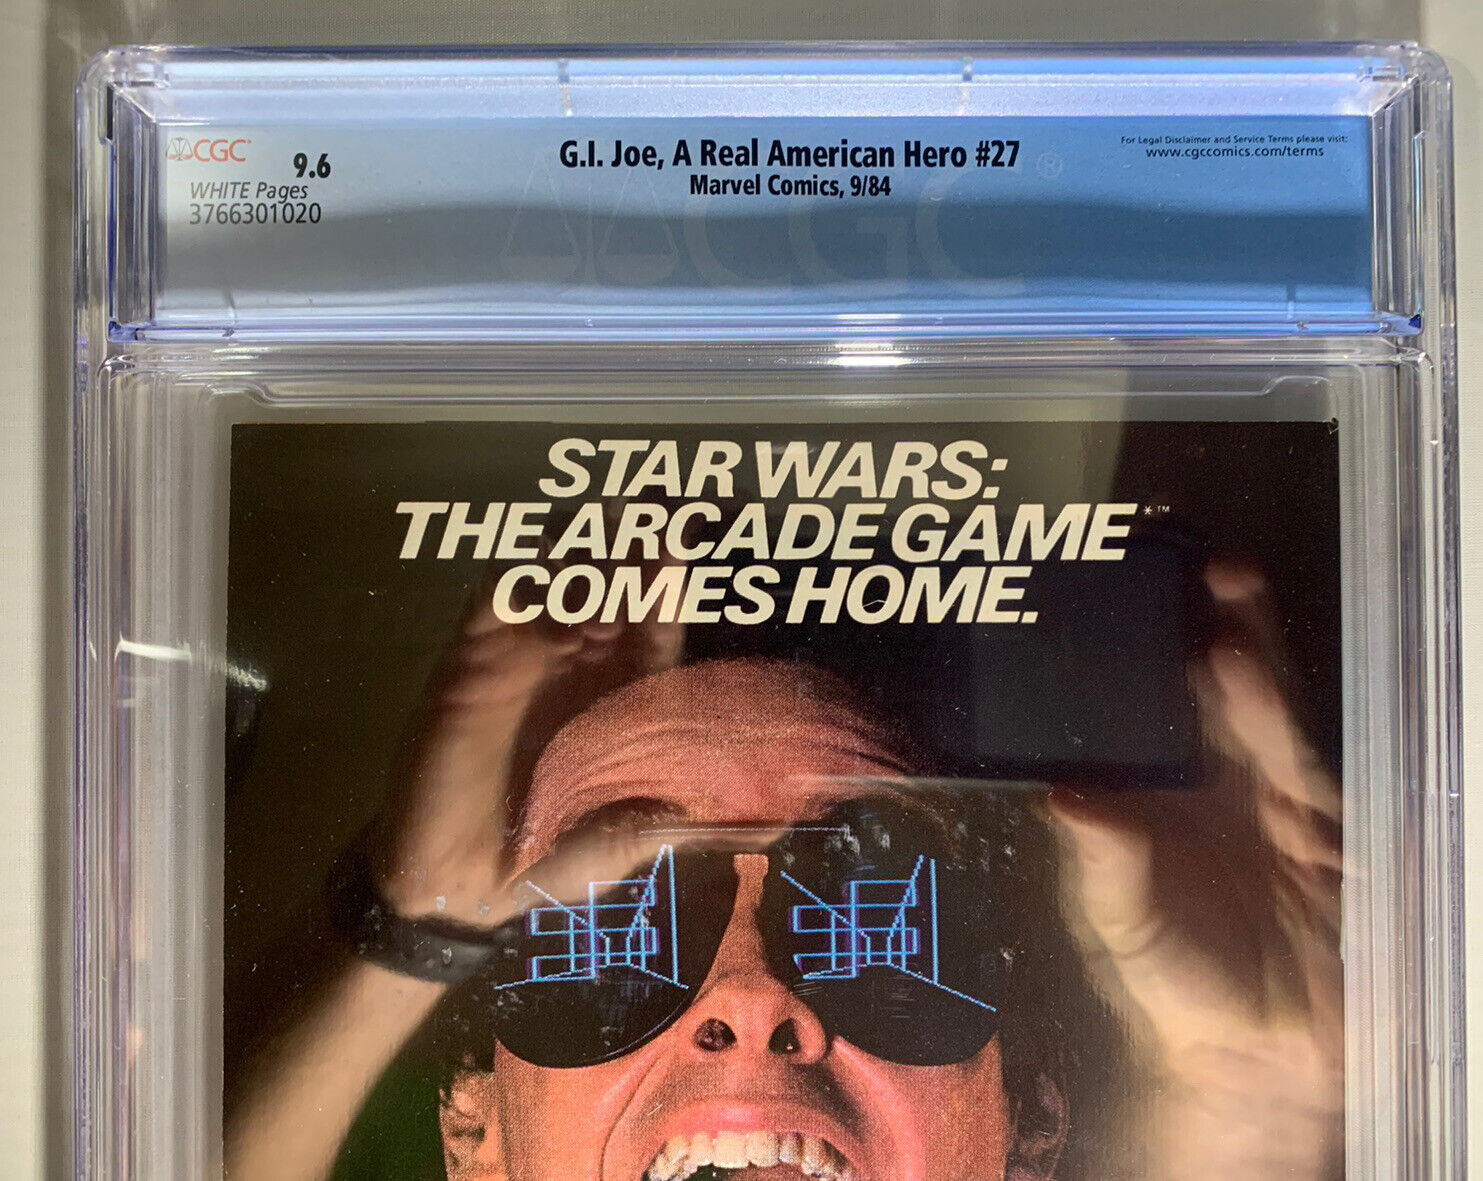 CGC
9.6
WHITE Pages
3766301020
G.I. Joe, A Real American Hero #27
Marvel Comics, 9/84
For Legal Disclaimer and Service Terms please visit:
www.cgccomics.com/terms
CGC®
STAR WARS:
THE ARCADE GAME*™
COMES HOME.